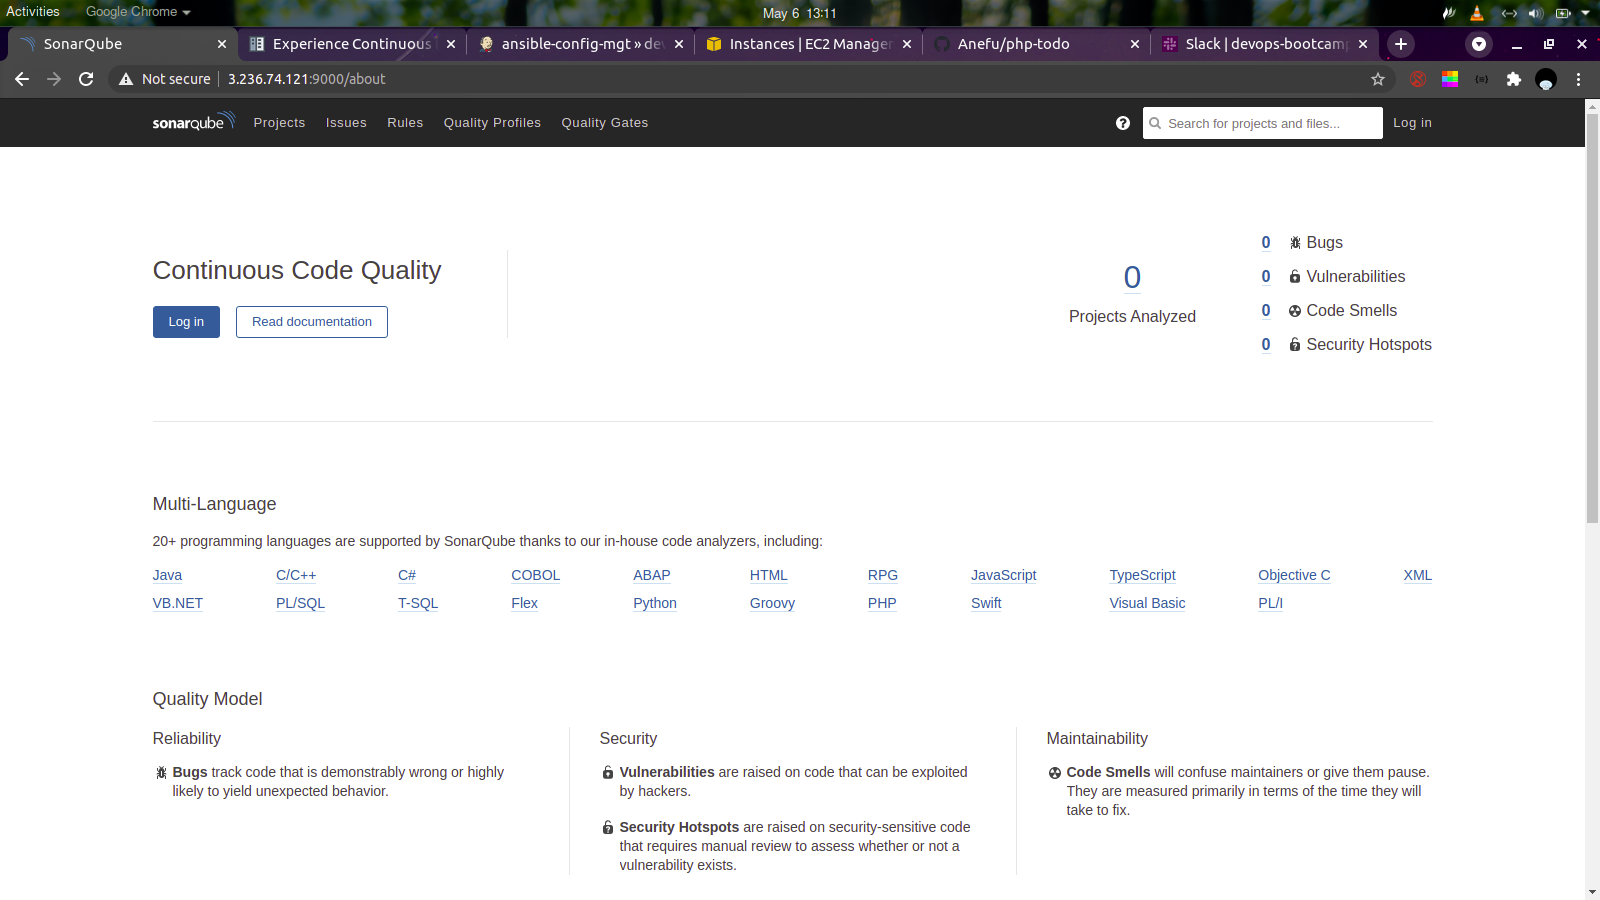 Activities Google Chrome May 6 13:11
SonarQube Experience Continuous ansible-config-mgt » dev Instances | EC2 Manager Anefu/php-todo Slack | devops-bootcamp
Not secure 3.236.74.121:9000/about
sonarqube Projects Issues Rules Quality Profiles Quality Gates ? Search for projects and files... Log in
Continuous Code Quality
Log in Read documentation
0
Projects Analyzed
0 Bugs
0 Vulnerabilities
0 Code Smells
0 Security Hotspots
Multi-Language
20+ programming languages are supported by SonarQube thanks to our in-house code analyzers, including:
Java C/C++ C# COBOL ABAP HTML RPG JavaScript TypeScript Objective C XML
VB.NET PL/SQL T-SQL Flex Python Groovy PHP Swift Visual Basic PL/I
Quality Model
Reliability
Bugs track code that is demonstrably wrong or highly
likely to yield unexpected behavior.
Security
Vulnerabilities are raised on code that can be exploited
by hackers.
Security Hotspots are raised on security-sensitive code
that requires manual review to assess whether or not a
vulnerability exists.
Maintainability
Code Smells will confuse maintainers or give them pause.
They are measured primarily in terms of the time they will
take to fix.